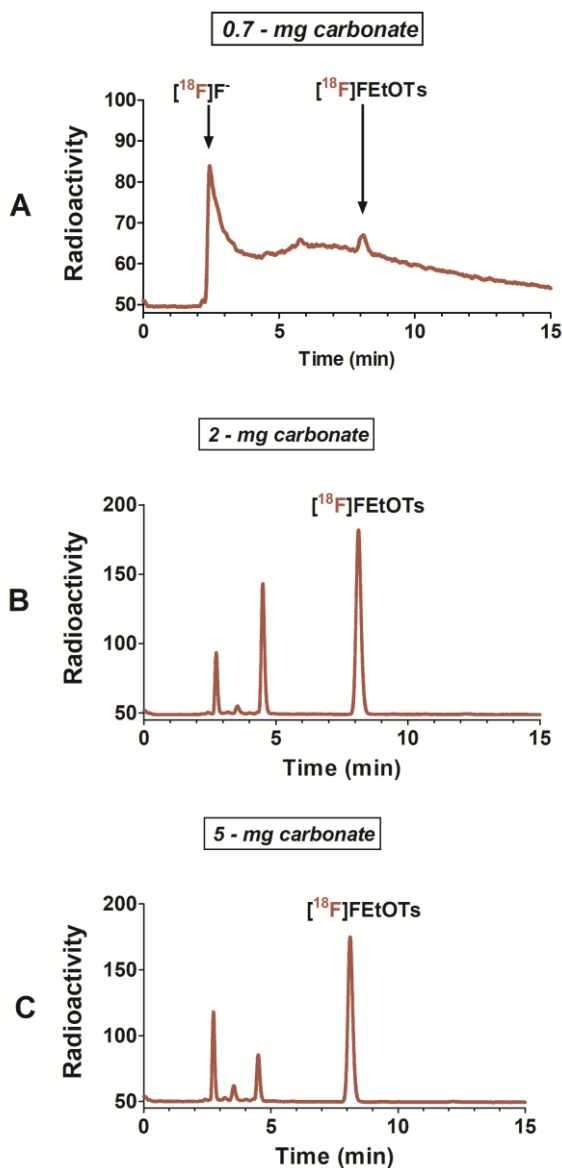 0.7 - mg carbonate
[¹⁸F]F⁻ [¹⁸F]FEtOTs
A
Radioactivity
100
90
80
70
60
50
0 5 10 15
Time (min)
2 - mg carbonate
[¹⁸F]FEtOTs
B
Radioactivity
200
150
100
50
0 5 10 15
Time (min)
5 - mg carbonate
[¹⁸F]FEtOTs
C
Radioactivity
200
150
100
50
0 5 10 15
Time (min)